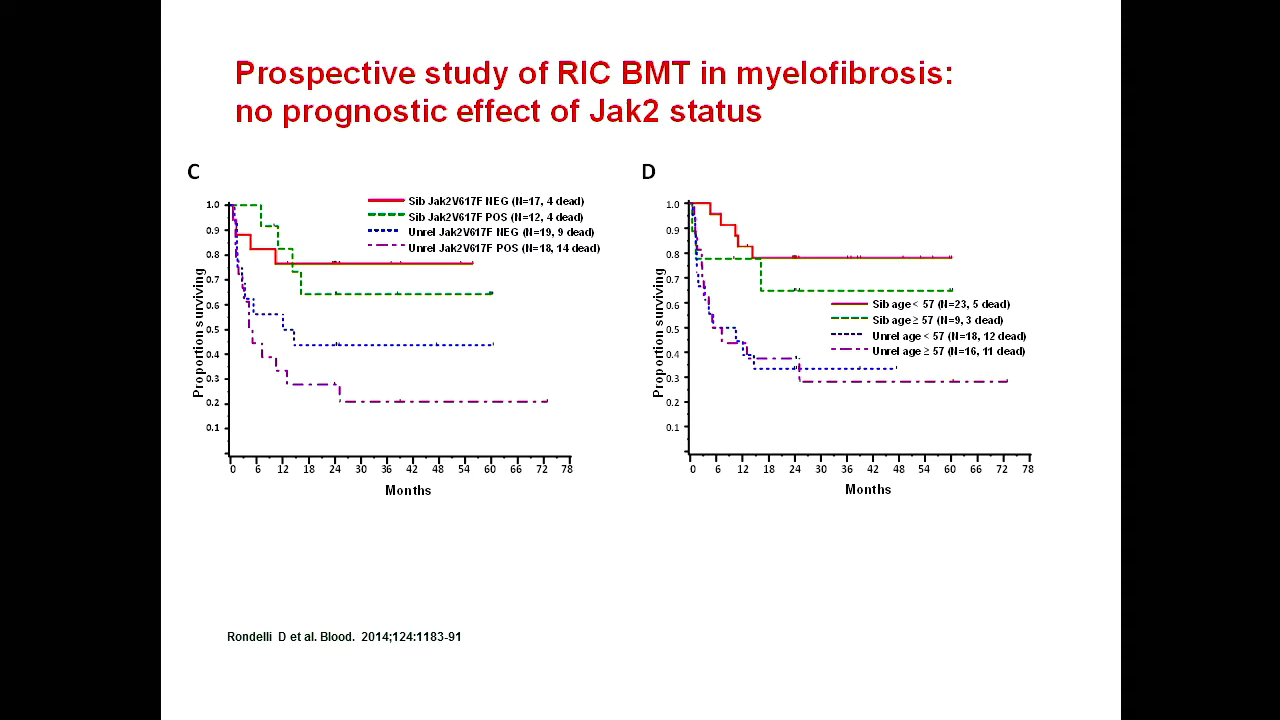 Prospective study of RIC BMT in myelofibrosis:
no prognostic effect of Jak2 status
C
Sib Jak2V617F NEG (N=17, 4 dead)
Sib Jak2V617F POS (N=12, 4 dead)
Unrel Jak2V617F NEG (N=19, 9 dead)
Unrel Jak2V617F POS (N=18, 14 dead)
Proportion surviving
1.0
0.9
0.8
0.7
0.6
0.5
0.4
0.3
0.2
0.1
0 6 12 18 24 30 36 42 48 54 60 66 72 78
Months
D
Sib age < 57 (N=23, 5 dead)
Sib age ≥ 57 (N=9, 3 dead)
Unrel age < 57 (N=18, 12 dead)
Unrel age ≥ 57 (N=16, 11 dead)
Proportion surviving
1.0
0.9
0.8
0.7
0.6
0.5
0.4
0.3
0.2
0.1
0 6 12 18 24 30 36 42 48 54 60 66 72 78
Months
Rondelli D et al. Blood. 2014;124:1183-91